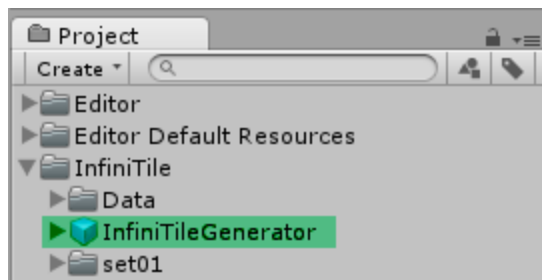 Project
Create
Editor
Editor Default Resources
InfiniTile
Data
InfiniTileGenerator
set01